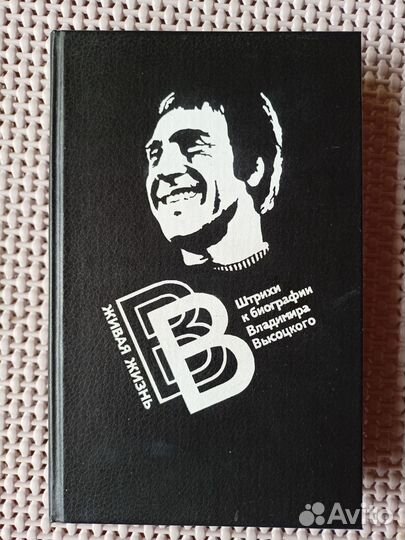 ЖИВАЯ ЖИЗНЬ
ВВ
Штрихи
к биографии
Владимира
Высоцкого
Avito